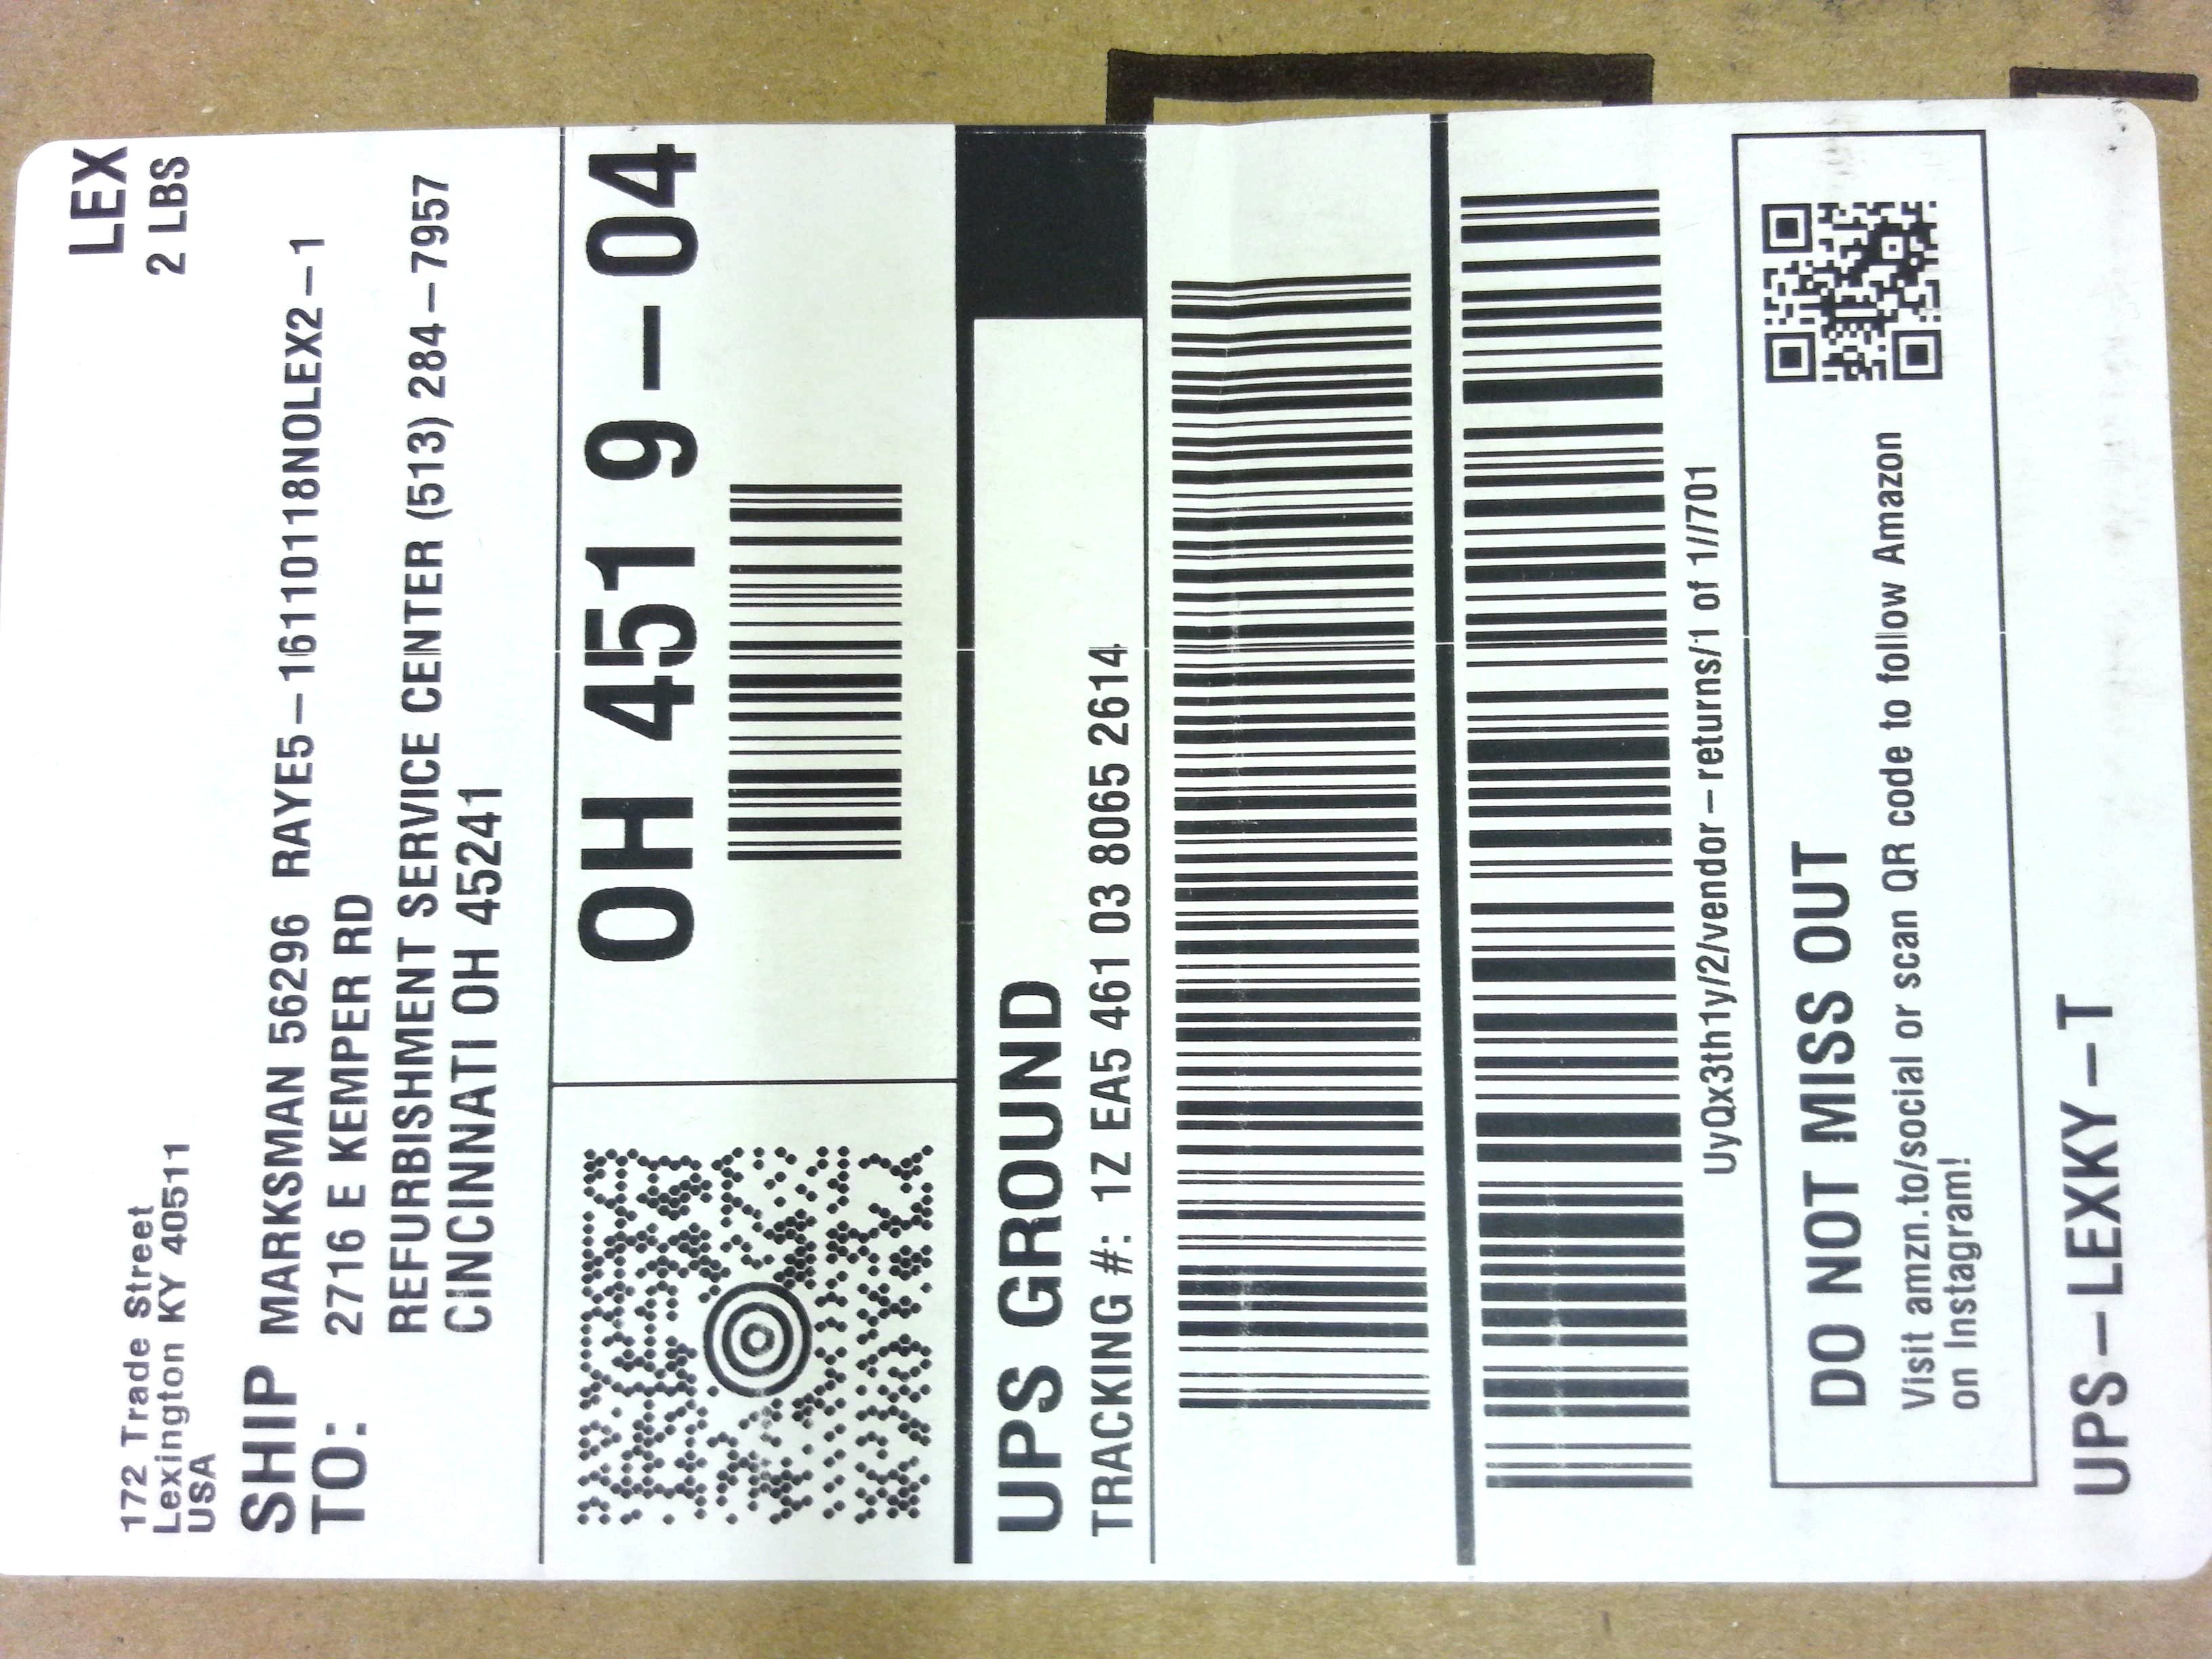 LEX
2 LBS
172 Trade Street
Lexington KY 40511
USA
SHIP TO:
MARKSMAN 56296 RAYE5-161101118NOLEX2-1
2716 E KEMPER RD
REFURBISHMENT SERVICE CENTER (513) 284-7957
CINCINNATI OH 45241
OH 451 9-04
UPS GROUND
TRACKING #: 1Z EA5 461 03 8065 2614
UyQx3th1y/2/vendor-returns/1 of 1//701
DO NOT MISS OUT
Visit amzn.to/social or scan QR code to follow Amazon
on Instagram!
UPS-LEXKY-T